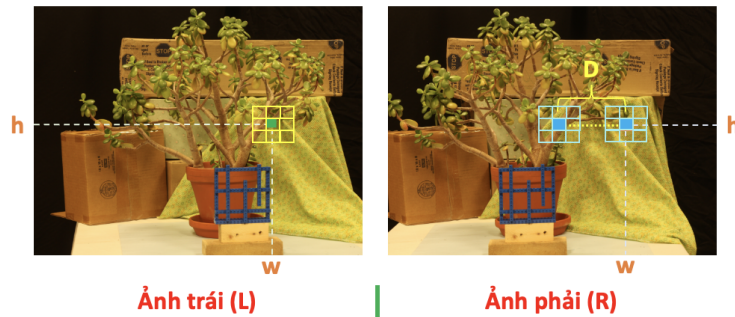 D
h
h
w
w
Ảnh trái (L)
Ảnh phải (R)